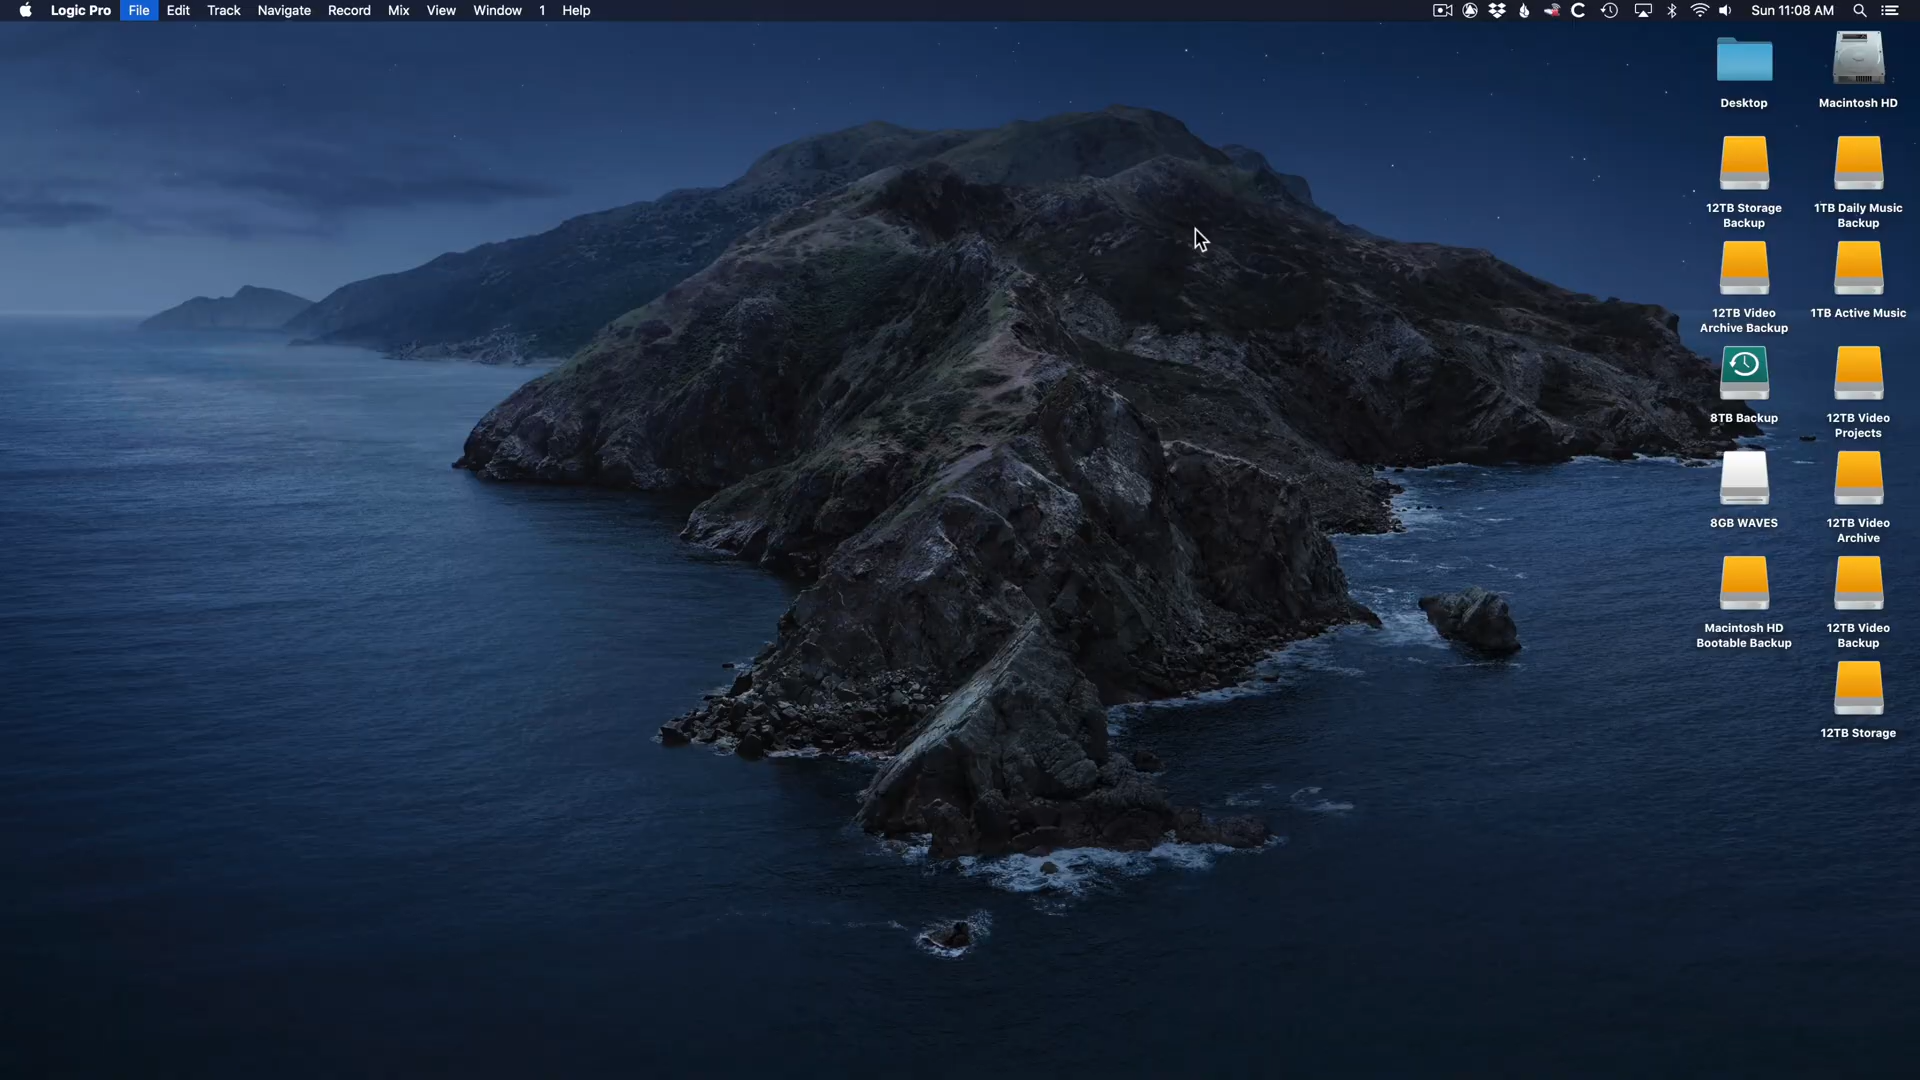 Logic Pro File Edit Track Navigate Record Mix View Window 1 Help Sun 11:08 AM
Desktop
Macintosh HD
12TB Storage
Backup
1TB Daily Music
Backup
12TB Video
Archive Backup
1TB Active Music
8TB Backup
12TB Video
Projects
8GB WAVES
12TB Video
Archive
Macintosh HD
Bootable Backup
12TB Video
Backup
12TB Storage